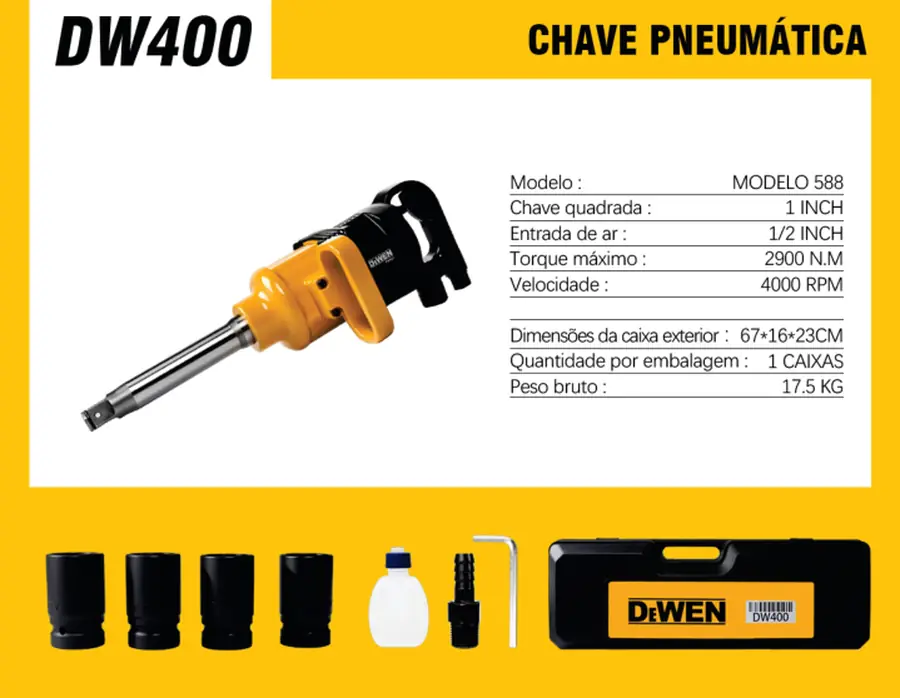 DW400
CHAVE PNEUMÁTICA
Modelo : MODELO 588
Chave quadrada : 1 INCH
Entrada de ar : 1/2 INCH
Torque máximo : 2900 N.M
Velocidade : 4000 RPM
Dimensões da caixa exterior : 67*16*23CM
Quantidade por embalagem : 1 CAIXAS
Peso bruto : 17.5 KG
DEWEN
DEWEN
DW400